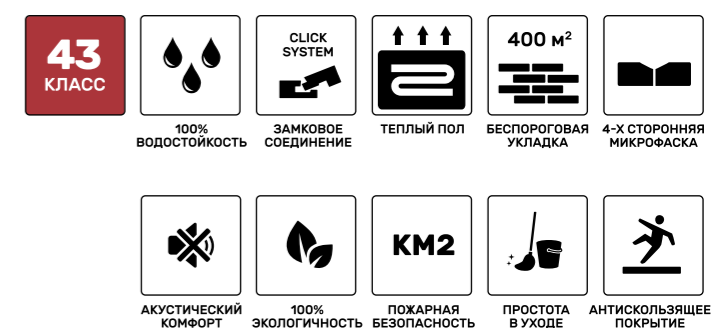 43
КЛАСС
100%
ВОДОСТОЙКОСТЬ
CLICK
SYSTEM
ЗАМКОВОЕ
СОЕДИНЕНИЕ
ТЕПЛЫЙ ПОЛ
400 м²
БЕСПОРОГОВАЯ
УКЛАДКА
4-Х СТОРОННЯЯ
МИКРОФАСКА
АКУСТИЧЕСКИЙ
КОМФОРТ
100%
ЭКОЛОГИЧНОСТЬ
КМ2
ПОЖАРНАЯ
БЕЗОПАСНОСТЬ
ПРОСТОТА
В УХОДЕ
АНТИСКОЛЬЗЯЩЕЕ
ПОКРЫТИЕ